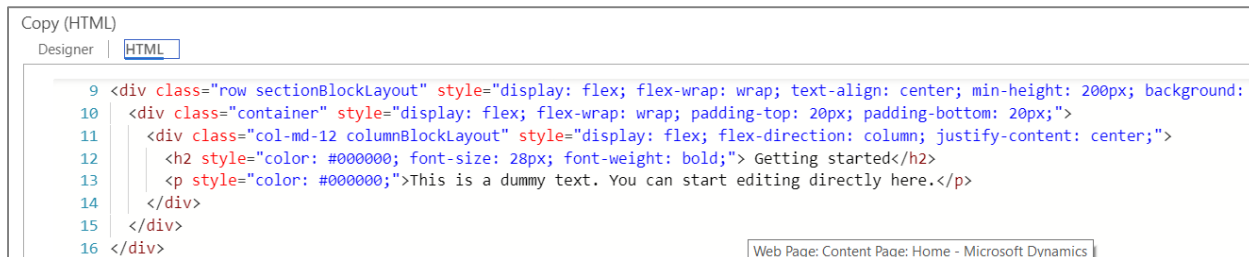 Copy (HTML)
Designer | HTML
9 <div class="row sectionBlockLayout" style="display: flex; flex-wrap: wrap; text-align: center; min-height: 200px; background:
10 <div class="container" style="display: flex; flex-wrap: wrap; padding-top: 20px; padding-bottom: 20px;">
11 <div class="col-md-12 columnBlockLayout" style="display: flex; flex-direction: column; justify-content: center;">
12 <h2 style="color: #000000; font-size: 28px; font-weight: bold;"> Getting started</h2>
13 <p style="color: #000000;">This is a dummy text. You can start editing directly here.</p>
14 </div>
15 </div>
16 </div>
Web Page: Content Page: Home - Microsoft Dynamics